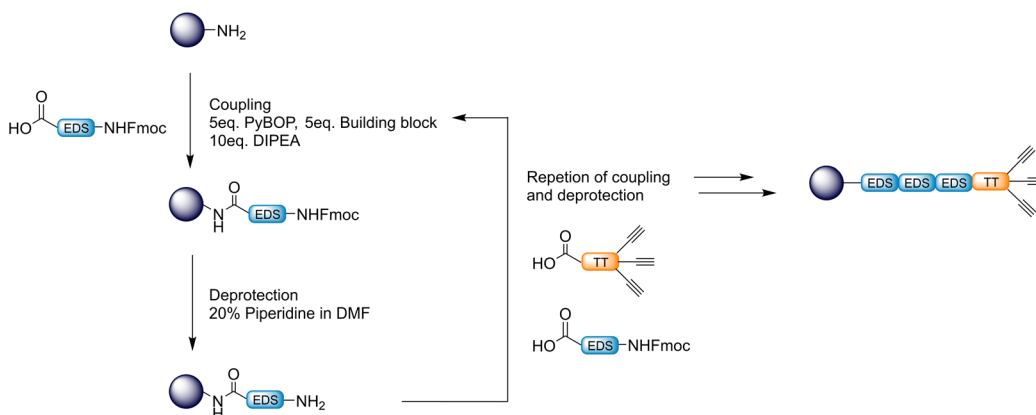 NH2
Coupling
5eq. PyBOP, 5eq. Building block
10eq. DIPEA
O
HO
EDS
NHFmoc
O
N
H
EDS
NHFmoc
Deprotection
20% Piperidine in DMF
O
N
H
EDS
NH2
Repetion of coupling
and deprotection
O
HO
TT
O
HO
EDS
NHFmoc
EDS EDS EDS TT